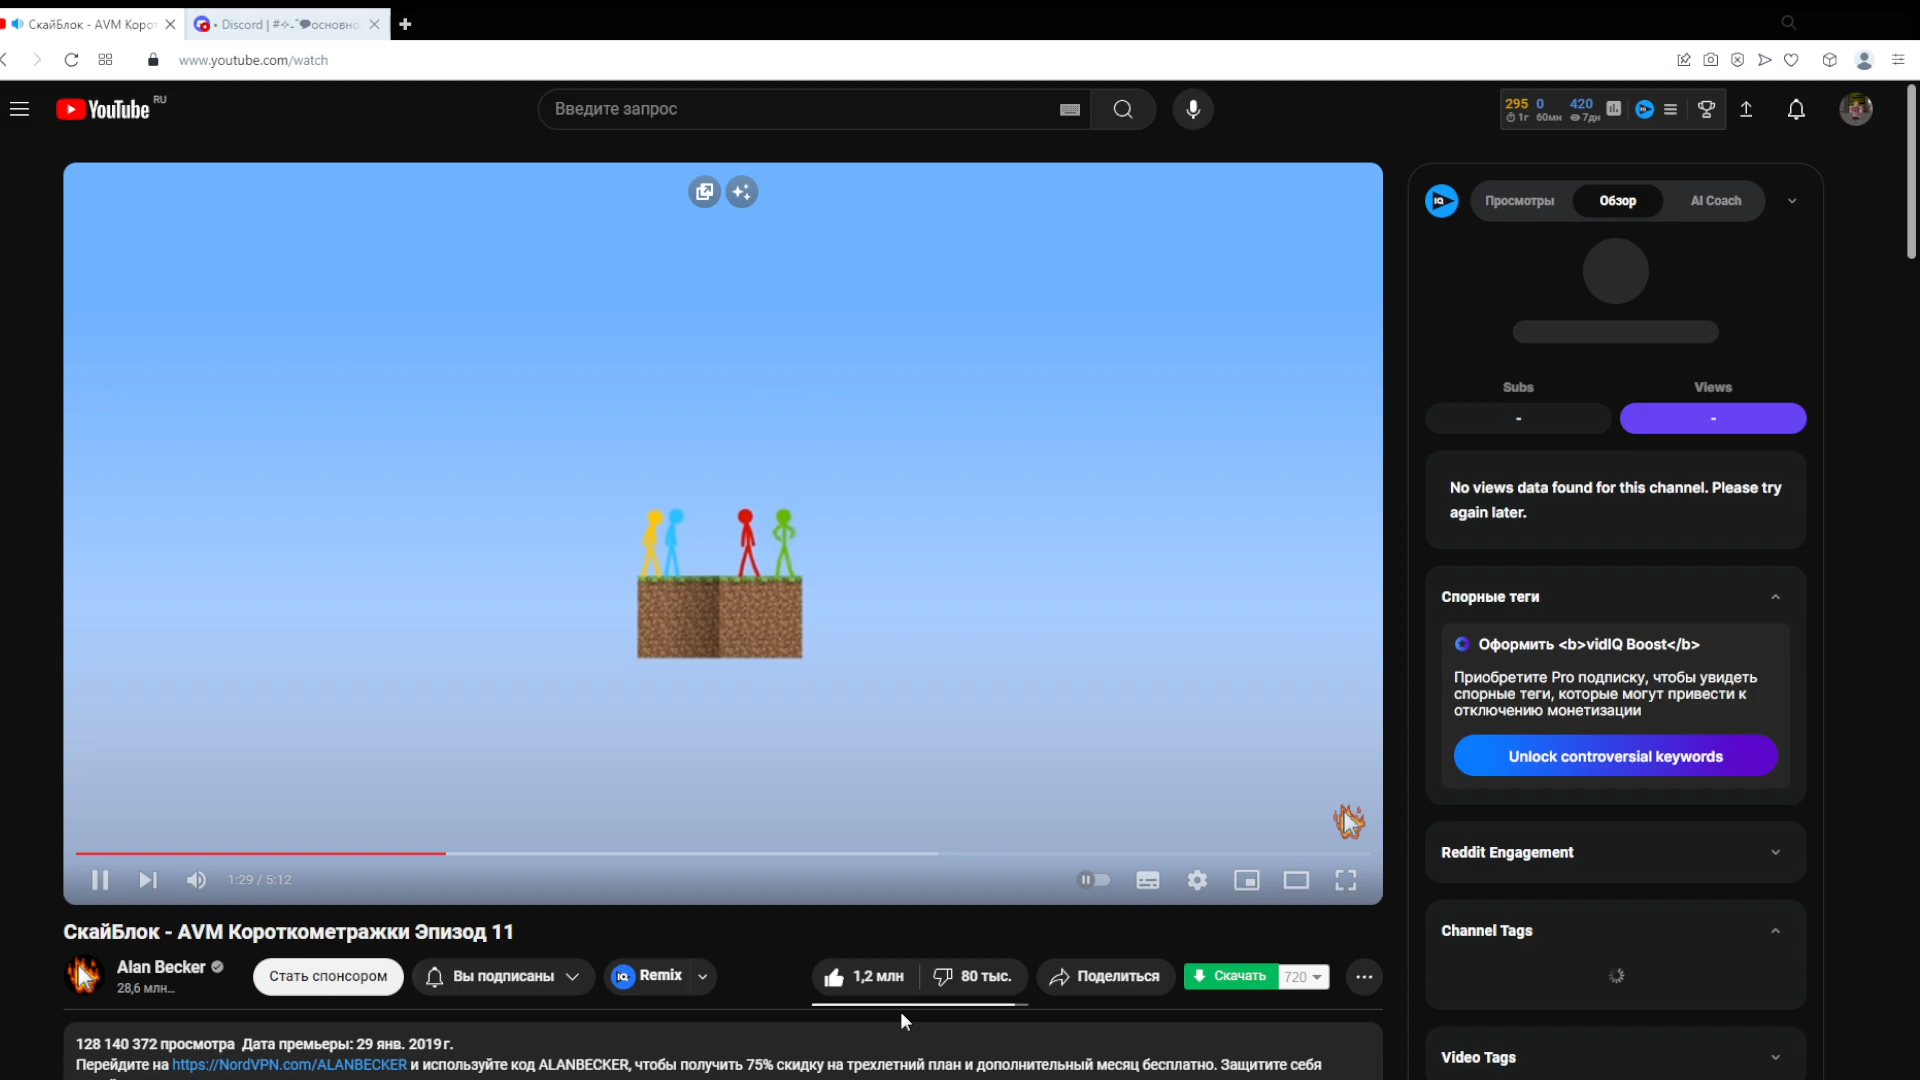 СкайБлок - AVM Корот
Discord | #✧.˚💬основно
www.youtube.com/watch
YouTube RU
Введите запрос
295 0 420
1г 60мн 7дн
Просмотры Обзор AI Coach
Subs Views
- -
No views data found for this channel. Please try
again later.
Спорные теги
Оформить <b>vidIQ Boost</b>
Приобретите Pro подписку, чтобы увидеть
спорные теги, которые могут привести к
отключению монетизации
Unlock controversial keywords
Reddit Engagement
Channel Tags
Video Tags
1:29 / 5:12
СкайБлок - AVM Короткометражки Эпизод 11
Alan Becker
28,6 млн...
Стать спонсором
Вы подписаны
IQ Remix
1,2 млн
80 тыс.
Поделиться
Скачать 720
128 140 372 просмотра Дата премьеры: 29 янв. 2019 г.
Перейдите на https://NordVPN.com/ALANBECKER и используйте код ALANBECKER, чтобы получить 75% скидку на трехлетний план и дополнительный месяц бесплатно. Защитите себя